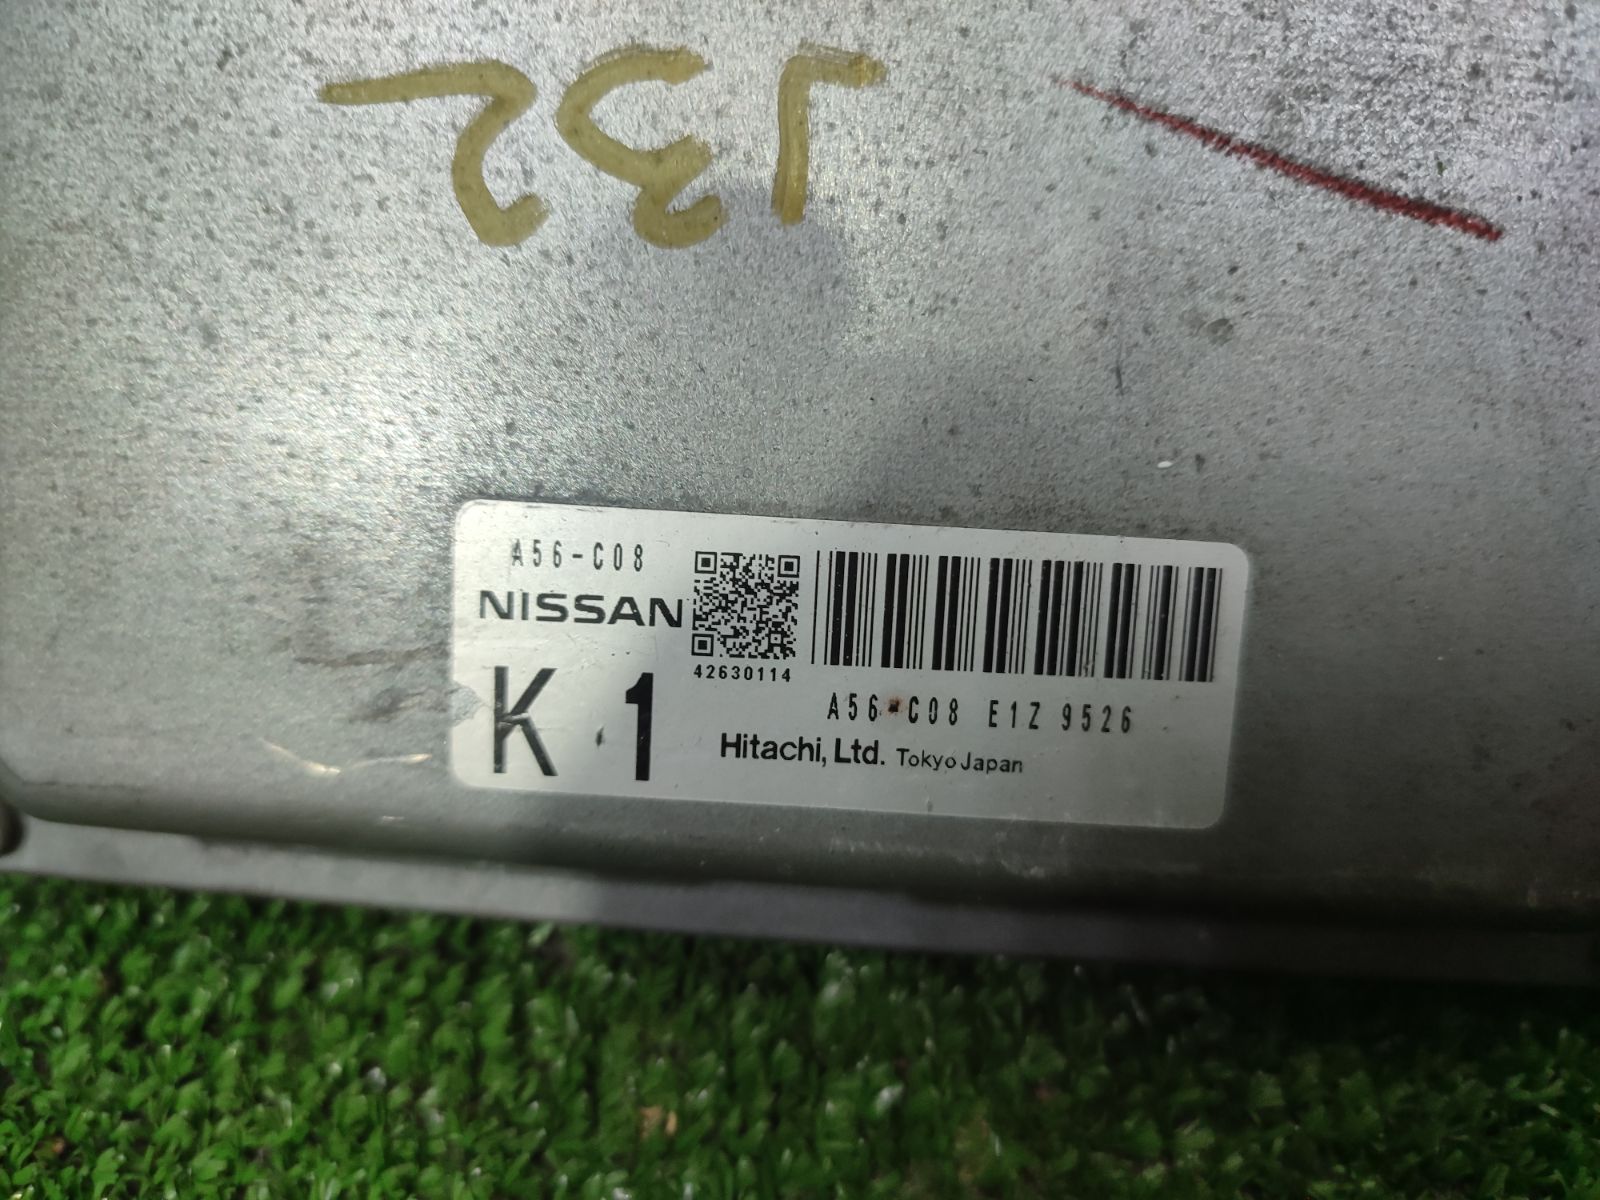 J32
A56-C08
NISSAN
42630114
K 1
A56-C08 E1Z 9526
Hitachi, Ltd. Tokyo Japan